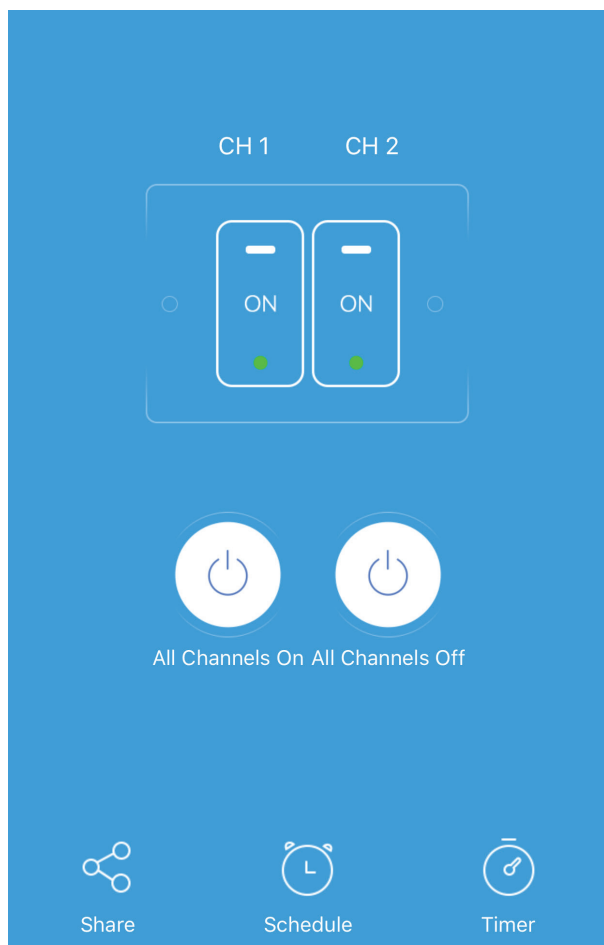 CH 1 CH 2
ON ON
All Channels On All Channels Off
Share Schedule Timer